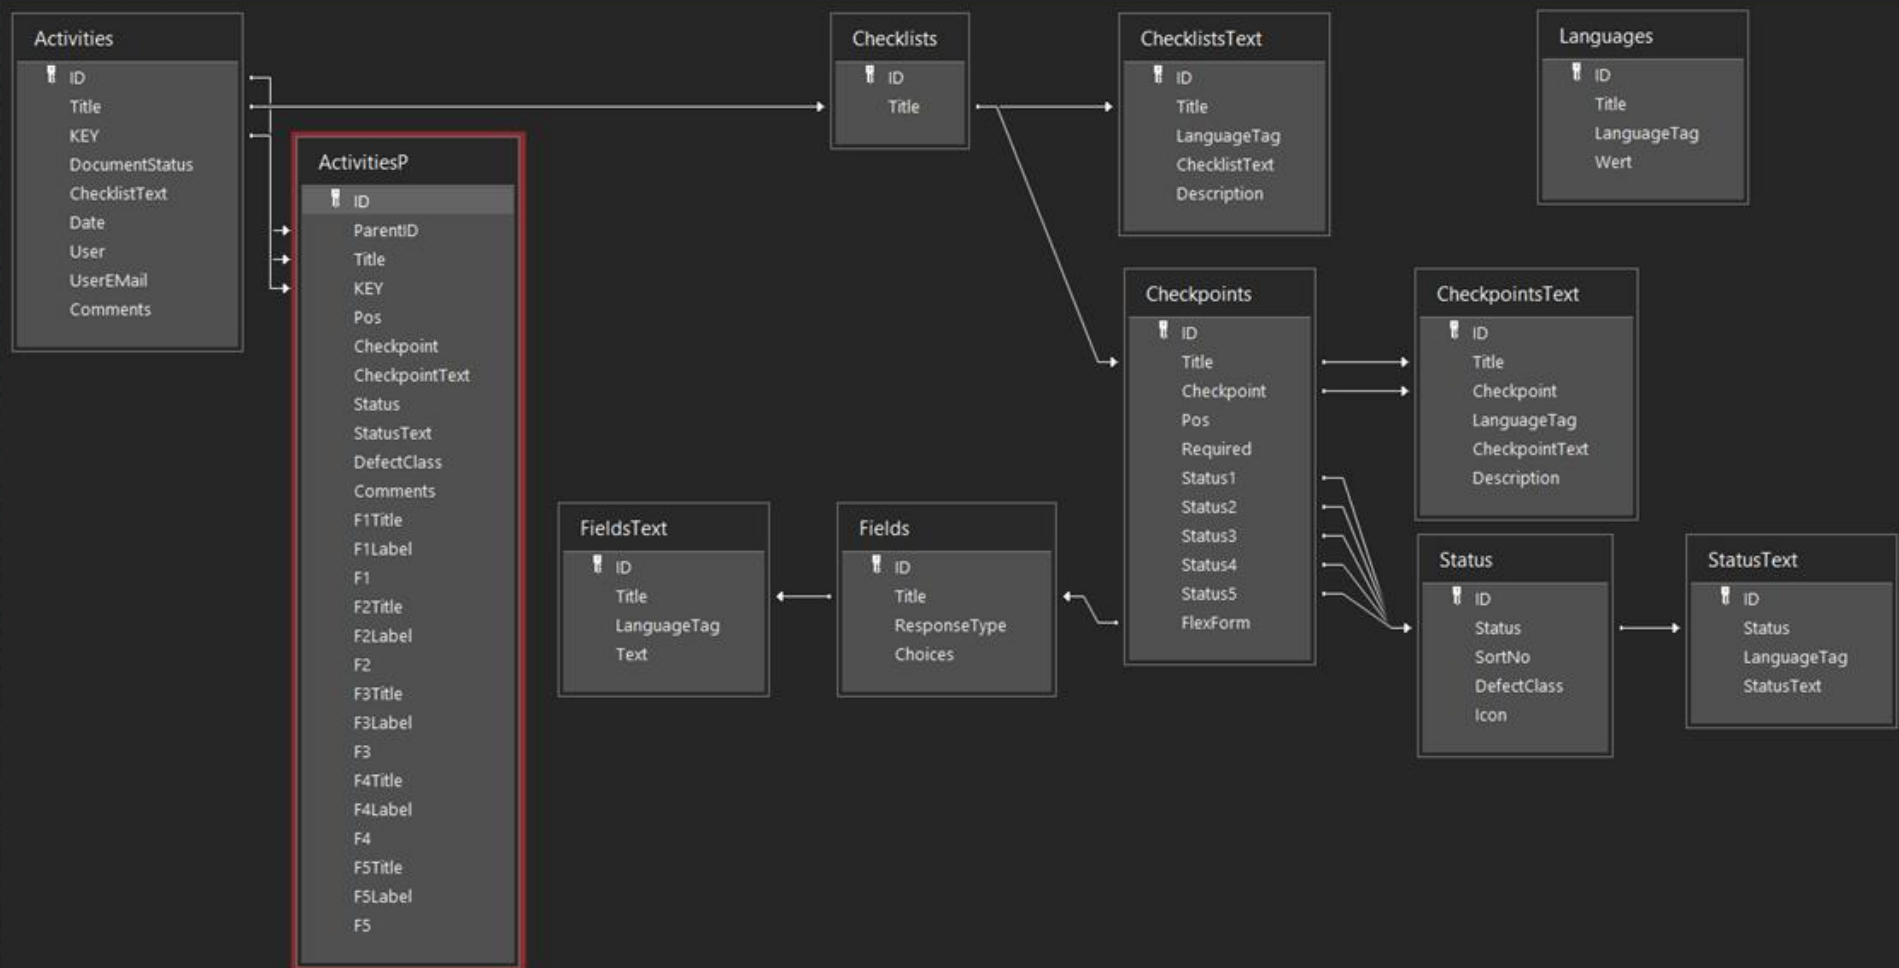 Activities
ID
Title
KEY
DocumentStatus
ChecklistText
Date
User
UserEMail
Comments
ActivitiesP
ID
ParentID
Title
KEY
Pos
Checkpoint
CheckpointText
Status
StatusText
DefectClass
Comments
F1Title
F1Label
F1
F2Title
F2Label
F2
F3Title
F3Label
F3
F4Title
F4Label
F4
F5Title
F5Label
F5
Checklists
ID
Title
ChecklistsText
ID
Title
LanguageTag
ChecklistText
Description
Languages
ID
Title
LanguageTag
Wert
Checkpoints
ID
Title
Checkpoint
Pos
Required
Status1
Status2
Status3
Status4
Status5
FlexForm
CheckpointsText
ID
Title
Checkpoint
LanguageTag
CheckpointText
Description
FieldsText
ID
Title
LanguageTag
Text
Fields
ID
Title
ResponseType
Choices
Status
ID
Status
SortNo
DefectClass
Icon
StatusText
ID
Status
LanguageTag
StatusText